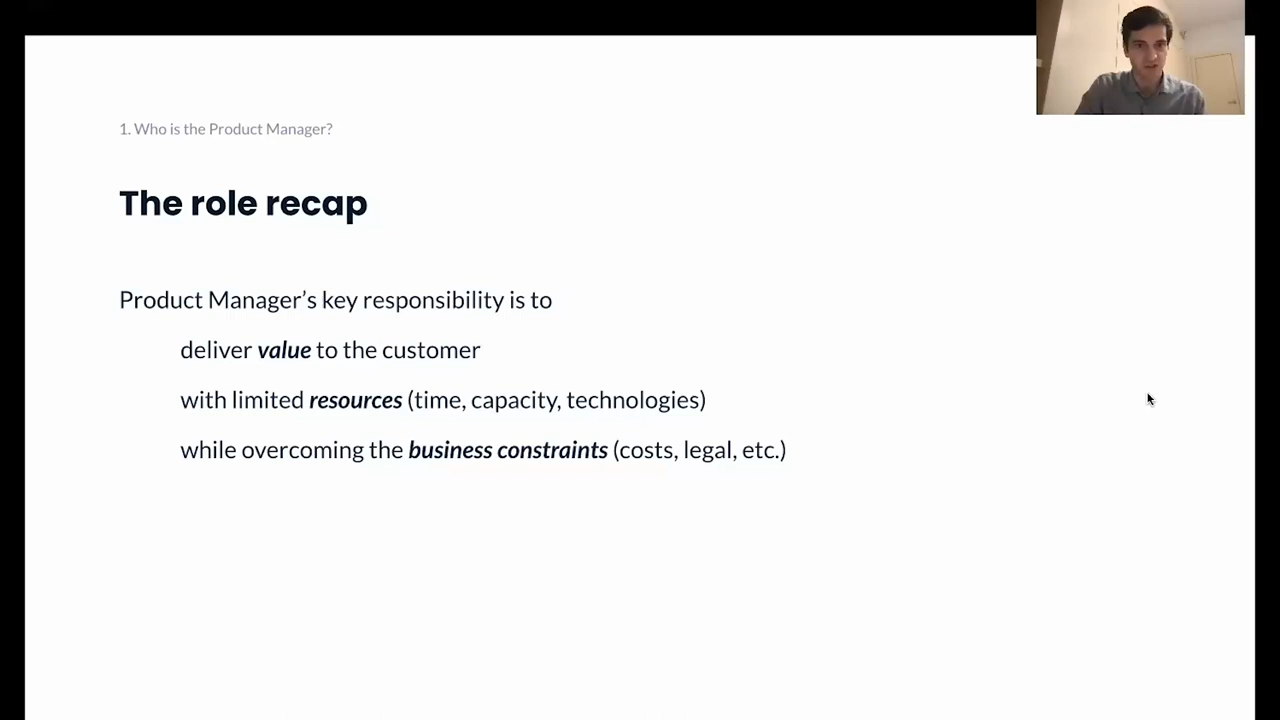 1. Who is the Product Manager?
The role recap
Product Manager’s key responsibility is to
deliver value to the customer
with limited resources (time, capacity, technologies)
while overcoming the business constraints (costs, legal, etc.)